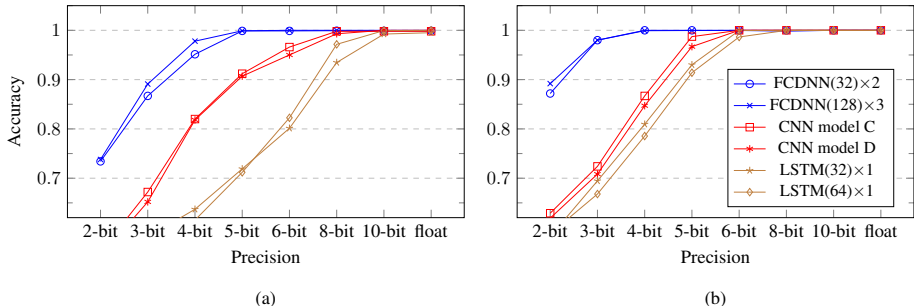 1
0.9
0.8
0.7
Accuracy
2-bit 3-bit 4-bit 5-bit 6-bit 8-bit 10-bit float
Precision
(a)
1
0.9
0.8
0.7
FCDNN(32)×2
FCDNN(128)×3
CNN model C
CNN model D
LSTM(32)×1
LSTM(64)×1
2-bit 3-bit 4-bit 5-bit 6-bit 8-bit 10-bit float
Precision
(b)